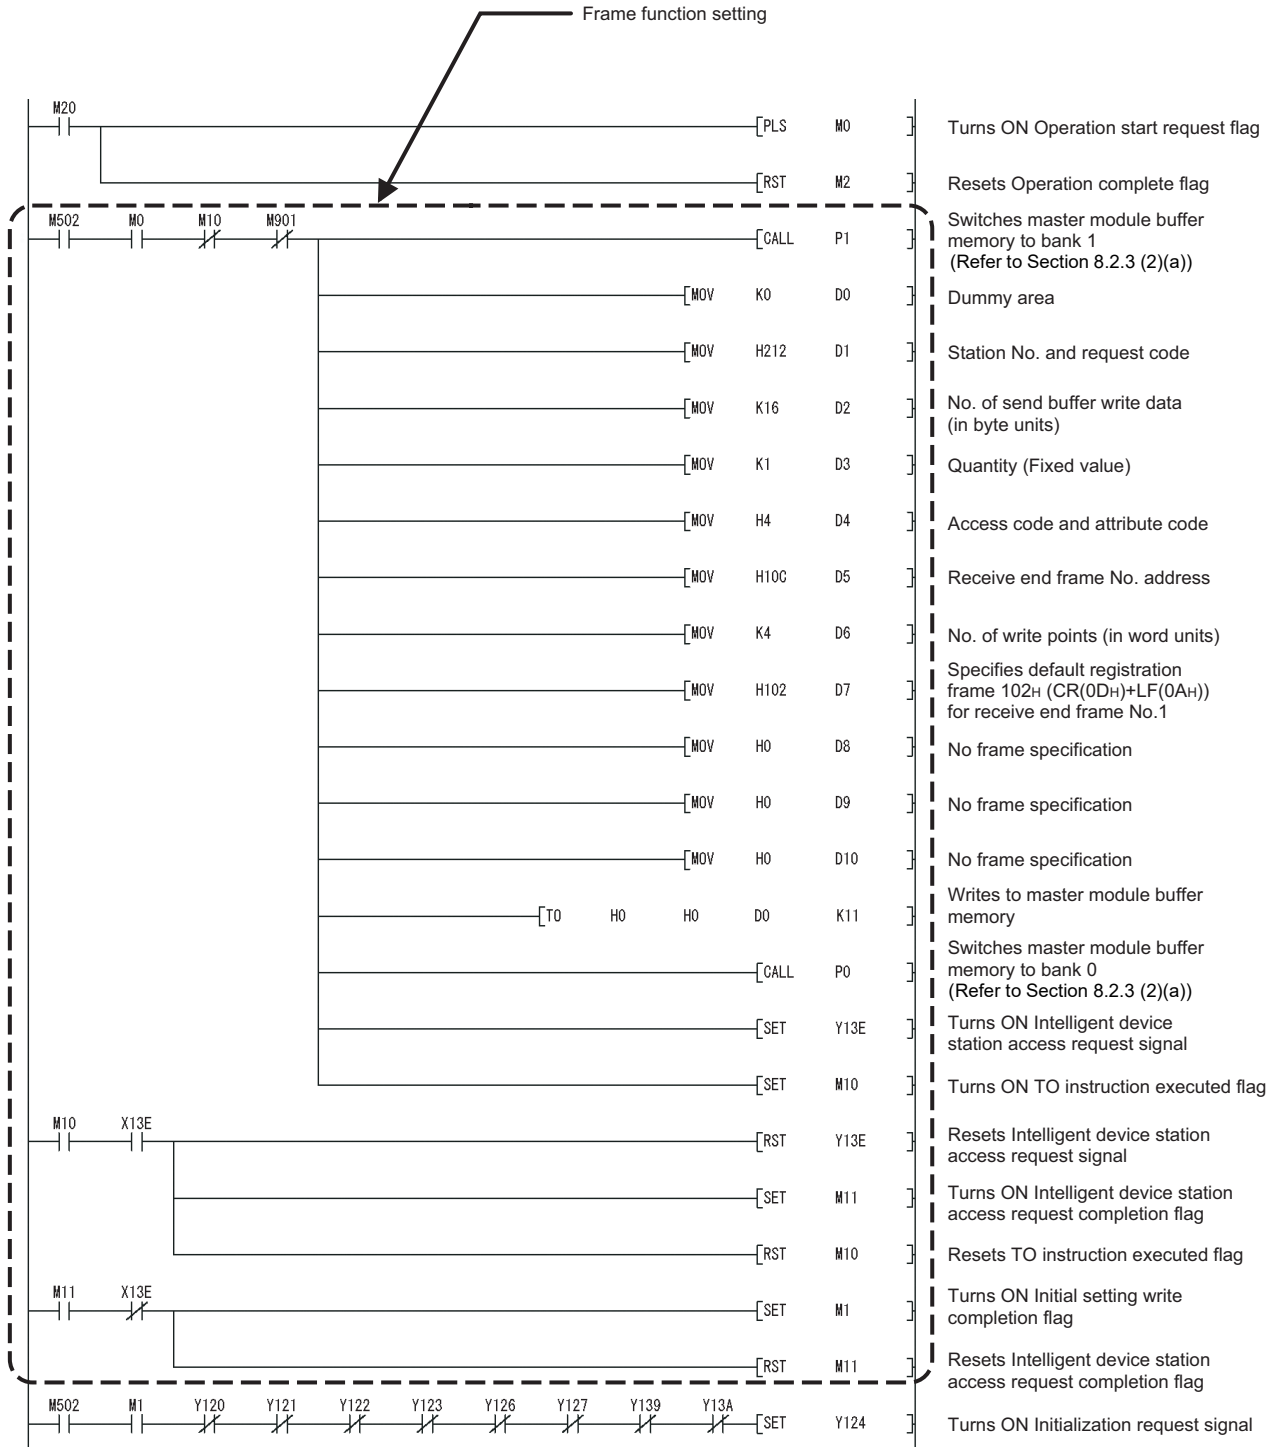 Frame function setting
M20
[PLS M0 ] Turns ON Operation start request flag
[RST M2 ] Resets Operation complete flag
M502 M0 M10 M901
[CALL P1 ] Switches master module buffer
memory to bank 1
(Refer to Section 8.2.3 (2)(a))
[MOV K0 D0 ] Dummy area
[MOV H212 D1 ] Station No. and request code
[MOV K16 D2 ] No. of send buffer write data
(in byte units)
[MOV K1 D3 ] Quantity (Fixed value)
[MOV H4 D4 ] Access code and attribute code
[MOV H10C D5 ] Receive end frame No. address
[MOV K4 D6 ] No. of write points (in word units)
[MOV H102 D7 ] Specifies default registration
frame 102H (CR(0DH)+LF(0AH))
for receive end frame No.1
[MOV H0 D8 ] No frame specification
[MOV H0 D9 ] No frame specification
[MOV H0 D10 ] No frame specification
[TO H0 H0 D0 K11 ] Writes to master module buffer
memory
[CALL P0 ] Switches master module buffer
memory to bank 0
(Refer to Section 8.2.3 (2)(a))
[SET Y13E ] Turns ON Intelligent device
station access request signal
[SET M10 ] Turns ON TO instruction executed flag
M10 X13E
[RST Y13E ] Resets Intelligent device station
access request signal
[SET M11 ] Turns ON Intelligent device station
access request completion flag
[RST M10 ] Resets TO instruction executed flag
M11 X13E
[SET M1 ] Turns ON Initial setting write
completion flag
[RST M11 ] Resets Intelligent device station
access request completion flag
M502 M1 Y120 Y121 Y122 Y123 Y126 Y127 Y139 Y13A
[SET Y124 ] Turns ON Initialization request signal